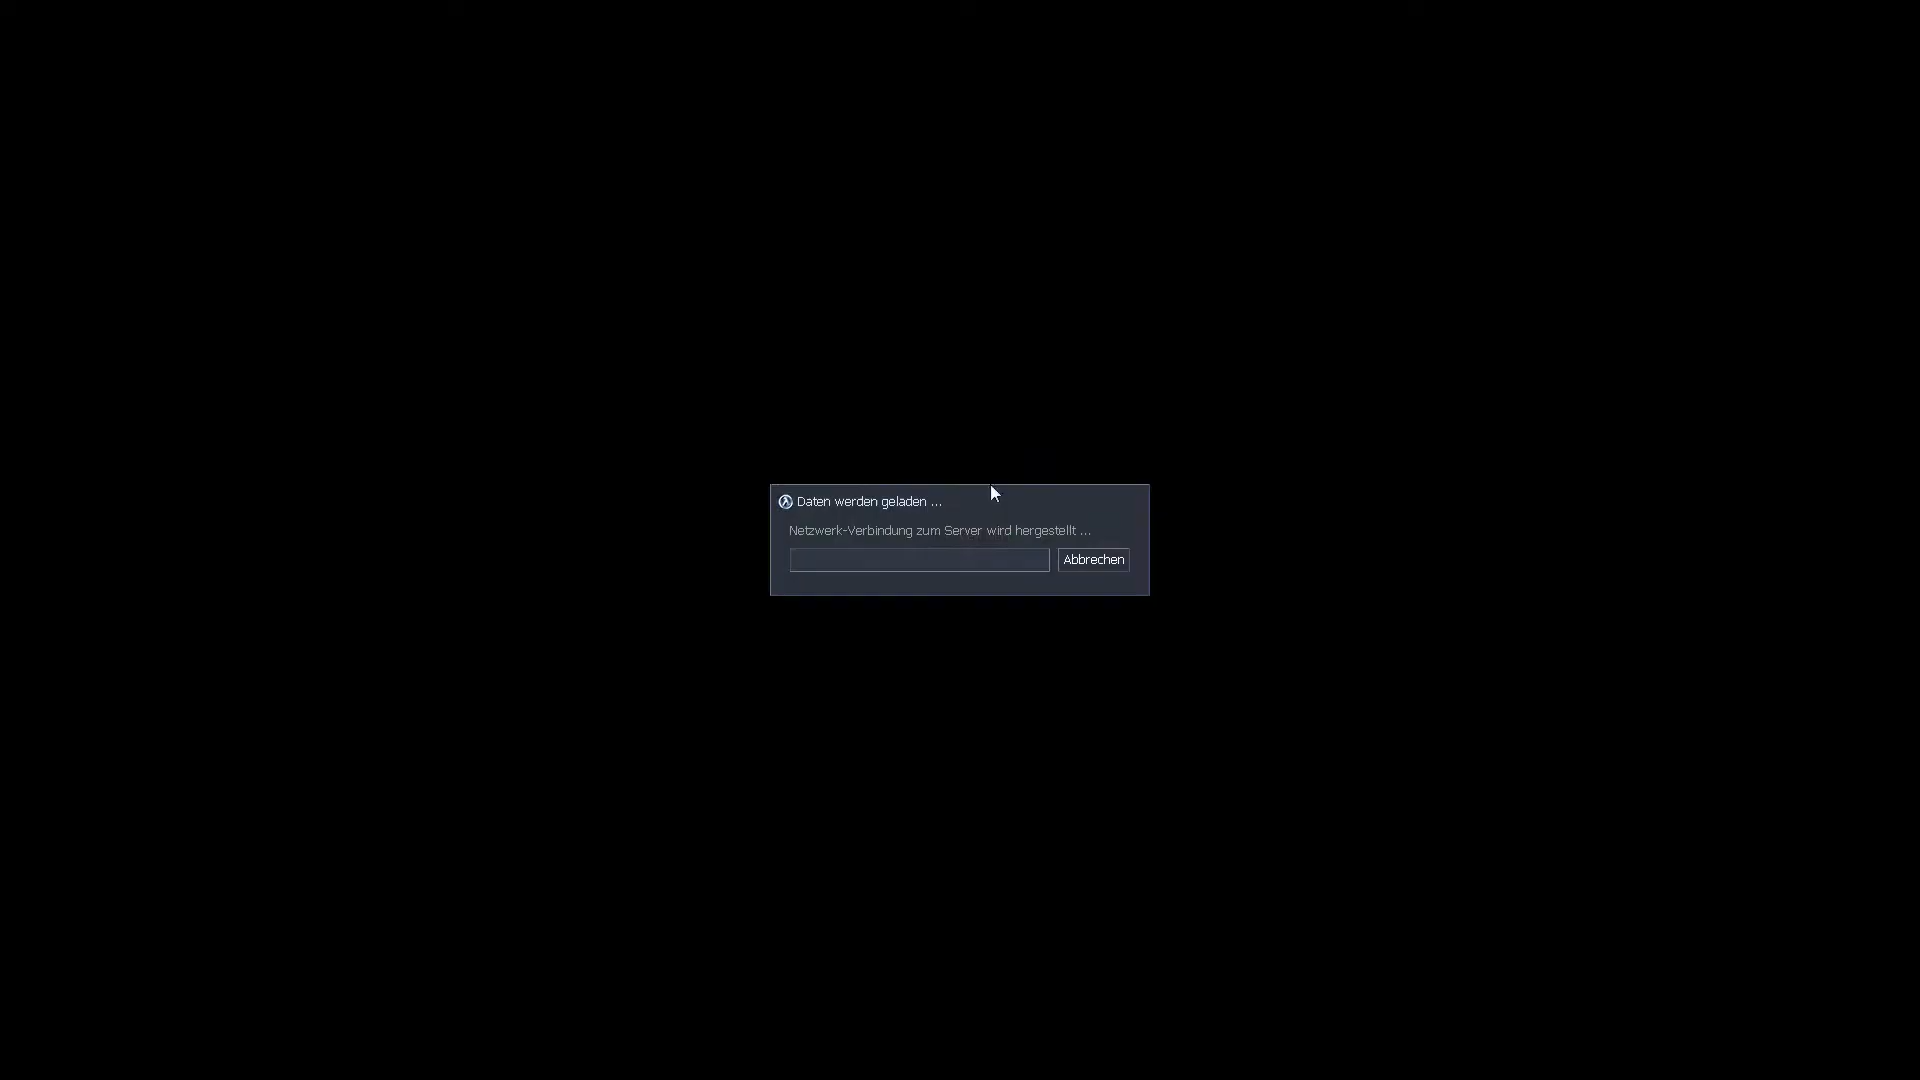 Daten werden geladen ...
Netzwerk-Verbindung zum Server wird hergestellt ...
Abbrechen